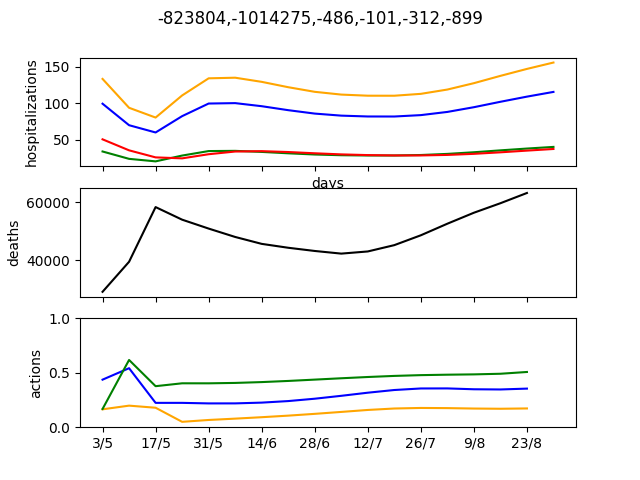 -823804,-1014275,-486,-101,-312,-899
150
100
50
hospitalizations
days
60000
40000
deaths
1.0
0.5
0.0
actions
3/5 17/5 31/5 14/6 28/6 12/7 26/7 9/8 23/8